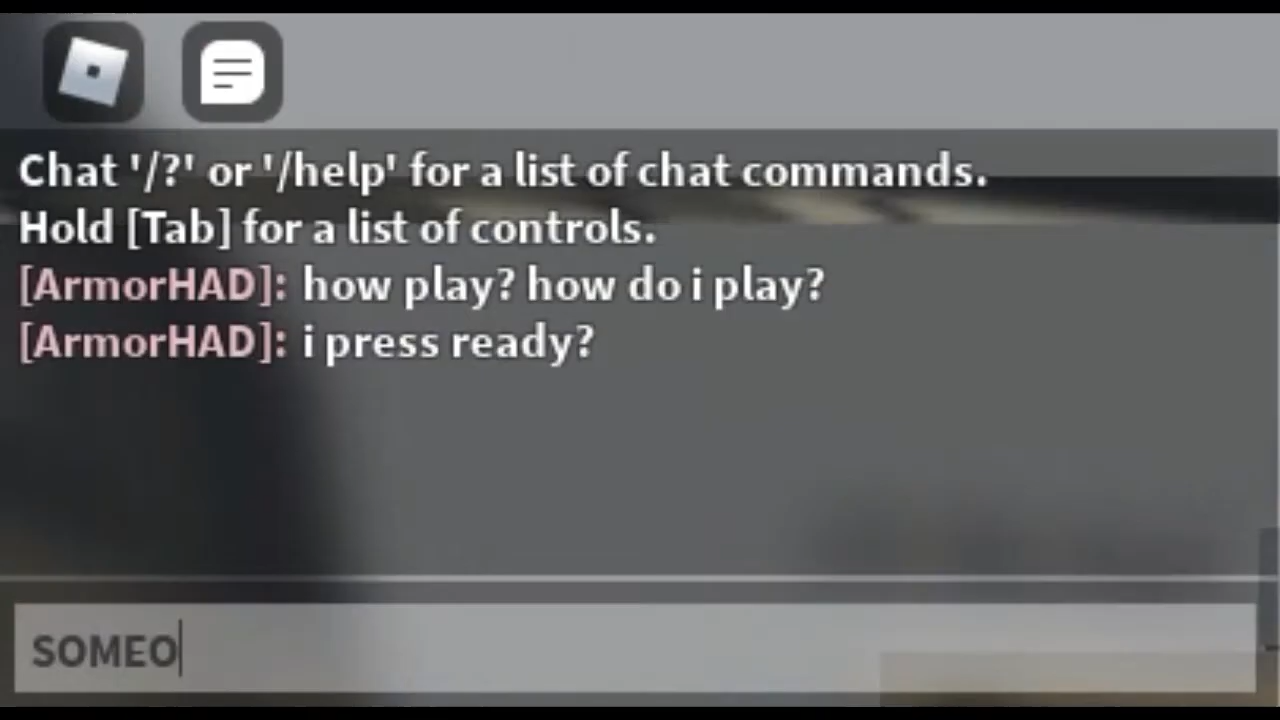 Chat '/?' or '/help' for a list of chat commands.
Hold [Tab] for a list of controls.
[ArmorHAD]: how play? how do i play?
[ArmorHAD]: i press ready?
SOMEO